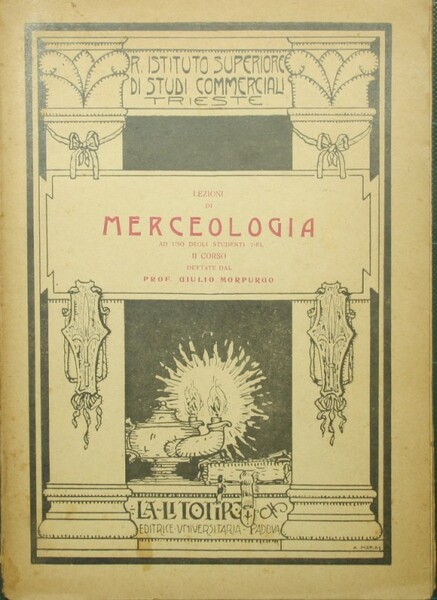 R. ISTITUTO SUPERIORE
DI STUDI COMMERCIALI
TRIESTE
LEZIONI
DI
MERCEOLOGIA
AD USO DEGLI STUDENTI DEL
II CORSO
DETTATE DAL
PROF. GIULIO MORPURGO
LA·LITOTIPO
EDITRICE·UNIVERSITARIA·PADOVA